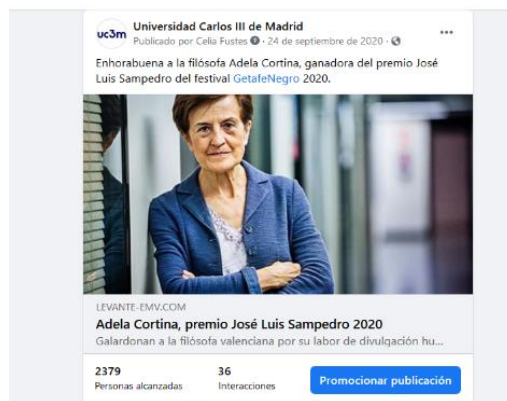 uc3m
Universidad Carlos III de Madrid
Publicado por Celia Fustes · 24 de septiembre de 2020 ·
Enhorabuena a la filósofa Adela Cortina, ganadora del premio José
Luis Sampedro del festival GetafeNegro 2020.
LEVANTE-EMV.COM
Adela Cortina, premio José Luis Sampedro 2020
Galardonan a la filósofa valenciana por su labor de divulgación hu...
2379
Personas alcanzadas
36
Interacciones
Promocionar publicación